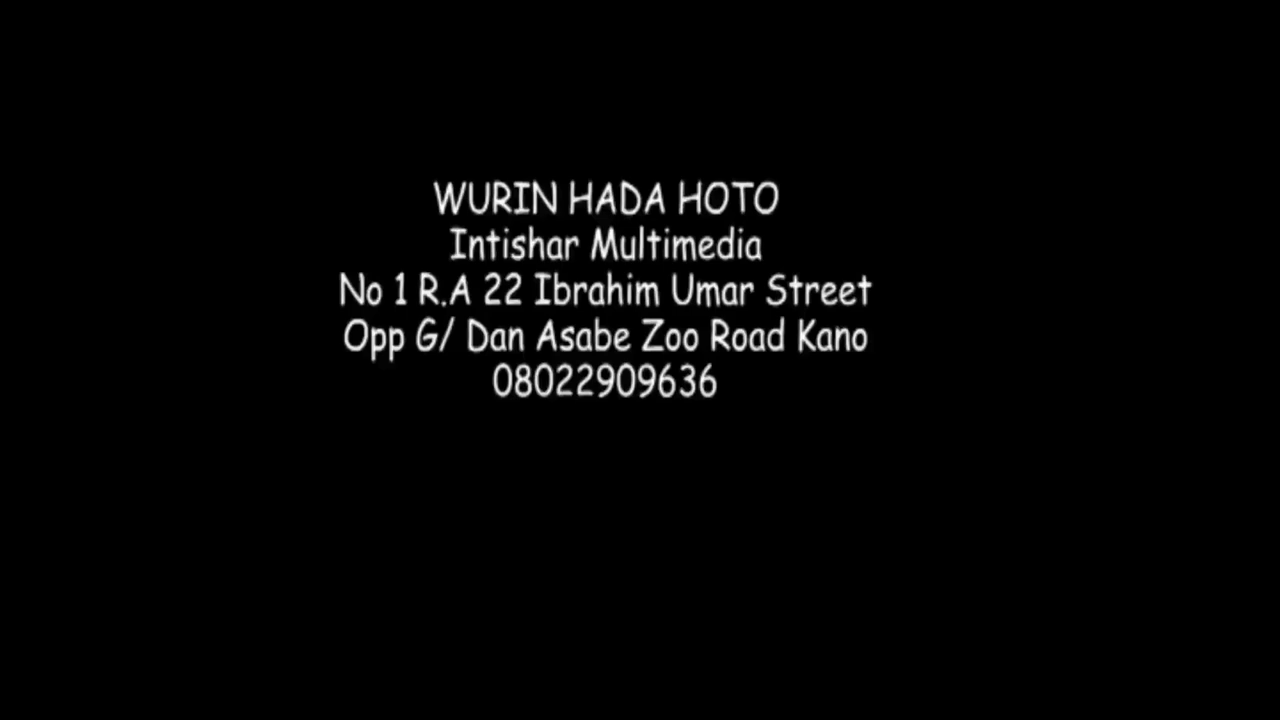 WURIN HADA HOTO
Intishar Multimedia
No 1 R.A 22 Ibrahim Umar Street
Opp G/ Dan Asabe Zoo Road Kano
08022909636